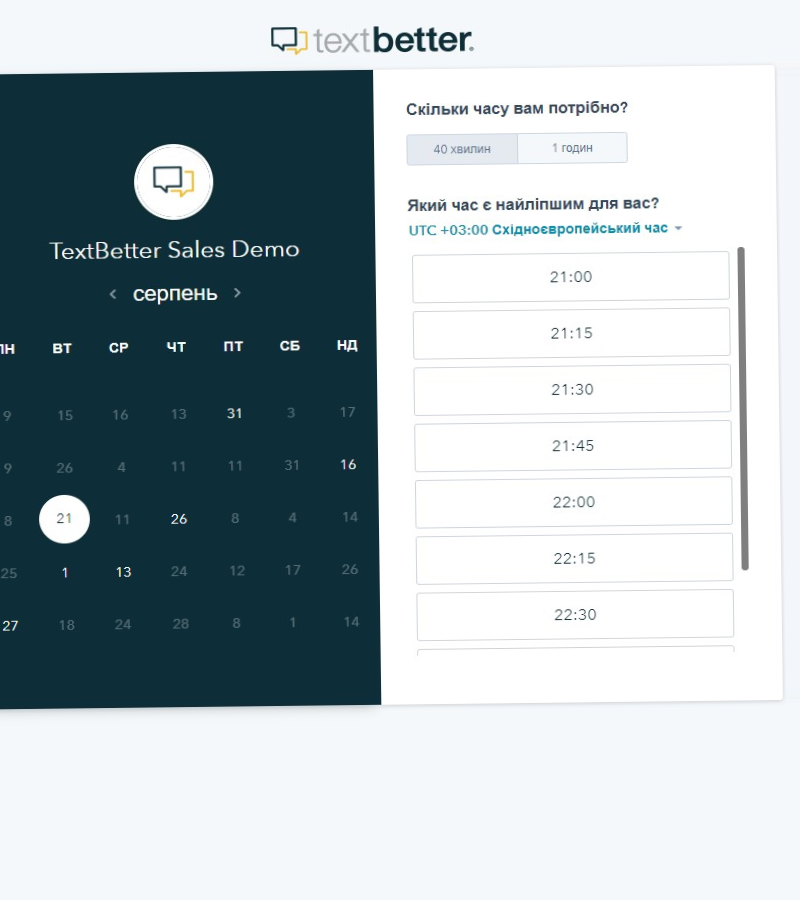 textbetter.
TextBetter Sales Demo
серпень
ПН ВТ СР ЧТ ПТ СБ НД
9 15 16 13 31 3 17
9 26 4 11 11 31 16
8 21 11 26 8 4 14
25 1 13 24 12 17 26
27 18 24 28 8 1 14
Скільки часу вам потрібно?
40 хвилин 1 годин
Який час є найліпшим для вас?
UTC +03:00 Східноєвропейський час
21:00
21:15
21:30
21:45
22:00
22:15
22:30